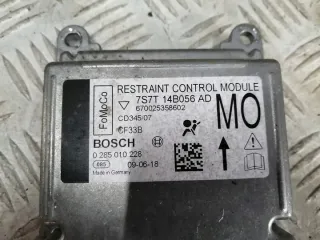 FoMoCo
RESTRAINT CONTROL MODULE
7S7T 14B056 AD
670025358602
CD345/07
CF33B
MO
BOSCH
0 285 010 228
685 09-06-18
Made in Germany